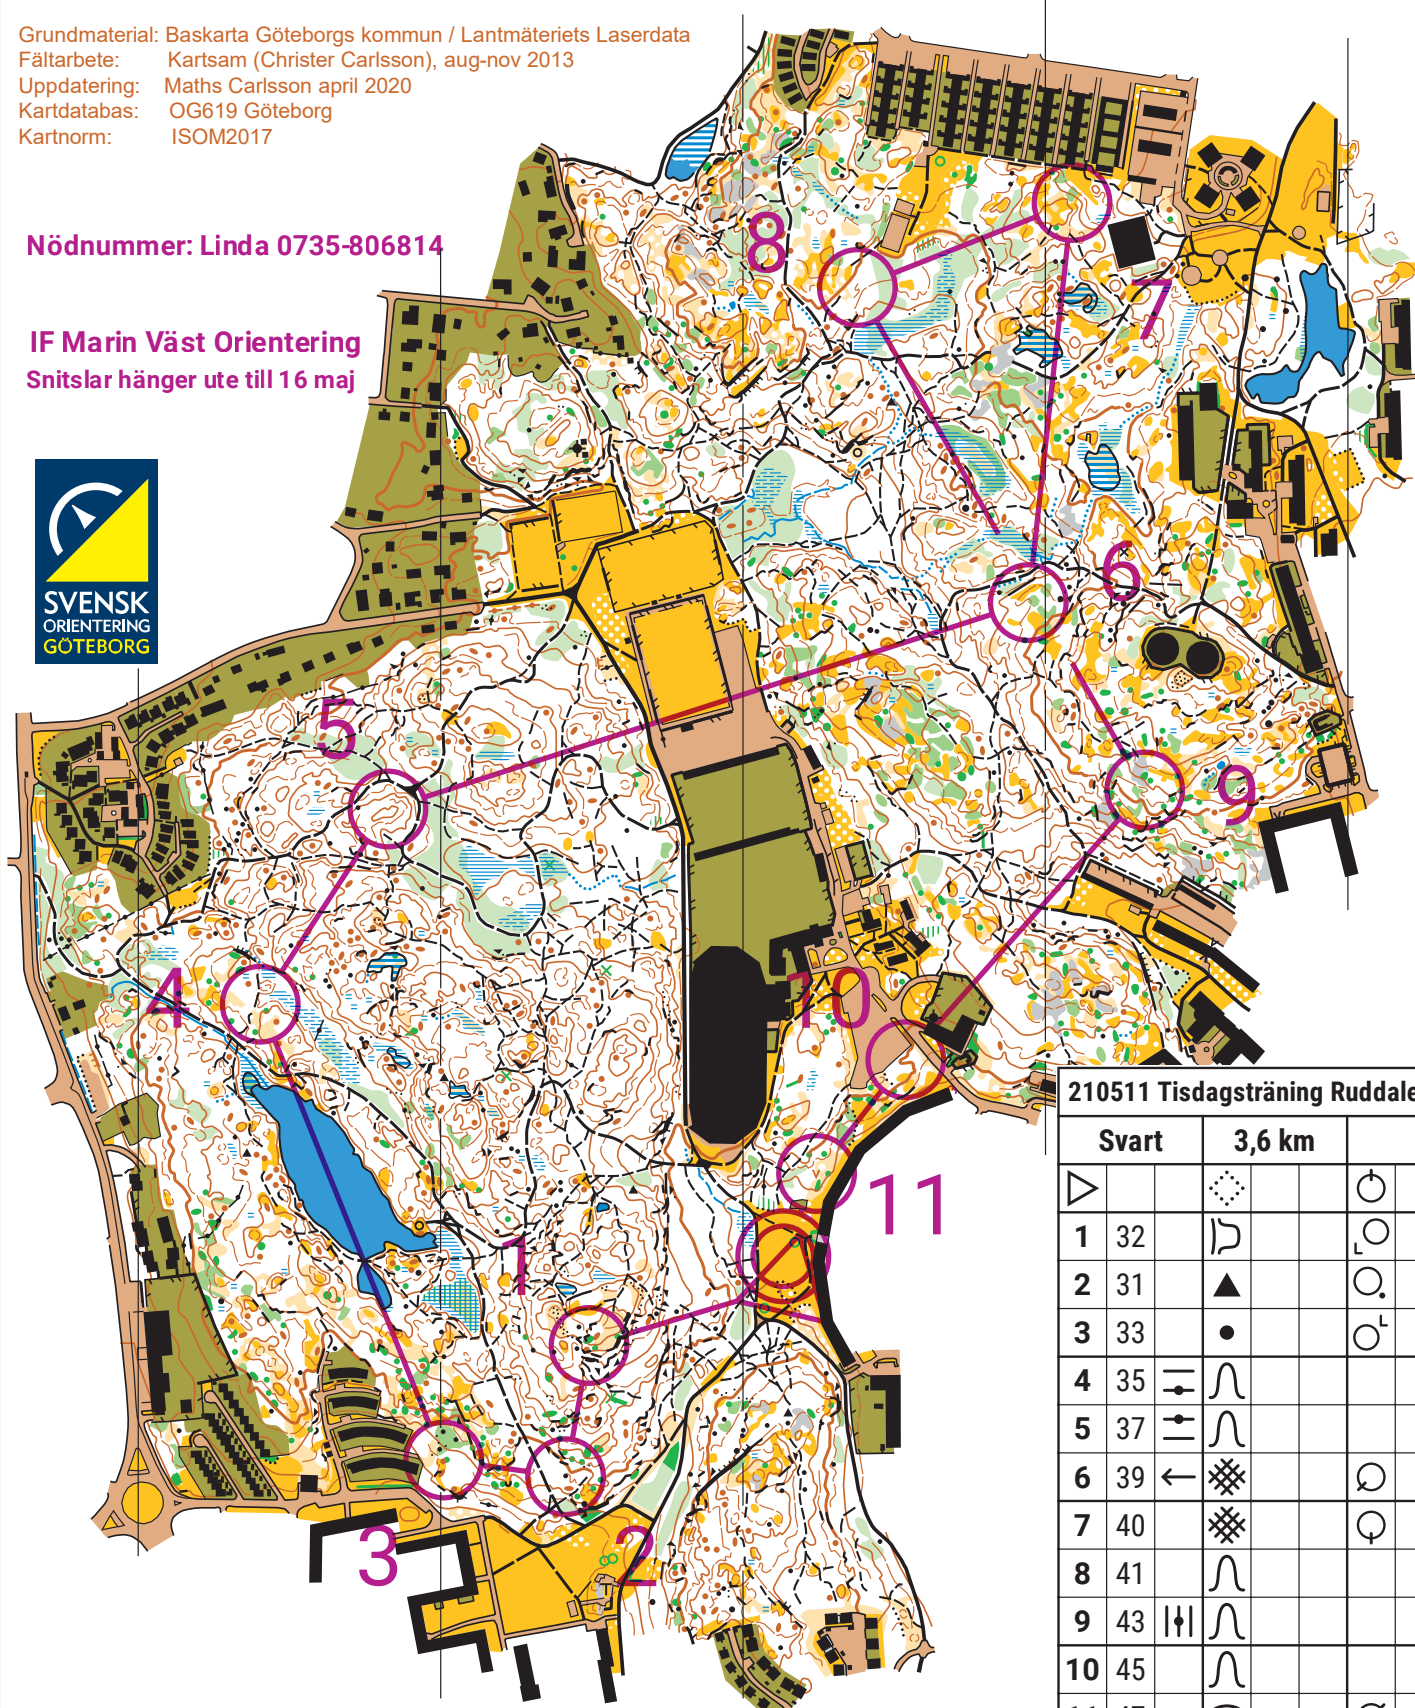 Grundmaterial: Baskarta Göteborgs kommun / Lantmäteriets Laserdata
Fältarbete: Kartsam (Christer Carlsson), aug-nov 2013
Uppdatering: Maths Carlsson april 2020
Kartdatabas: OG619 Göteborg
Kartnorm: ISOM2017
Nödnummer: Linda 0735-806814
IF Marin Väst Orientering
Snitslar hänger ute till 16 maj
SVENSK
ORIENTERING
GÖTEBORG
8
7
6
5
9
4
10
11
1
3
2
210511 Tisdagsträning Ruddale
Svart 3,6 km
1 32
2 31
3 33
4 35
5 37
6 39
7 40
8 41
9 43
10 45